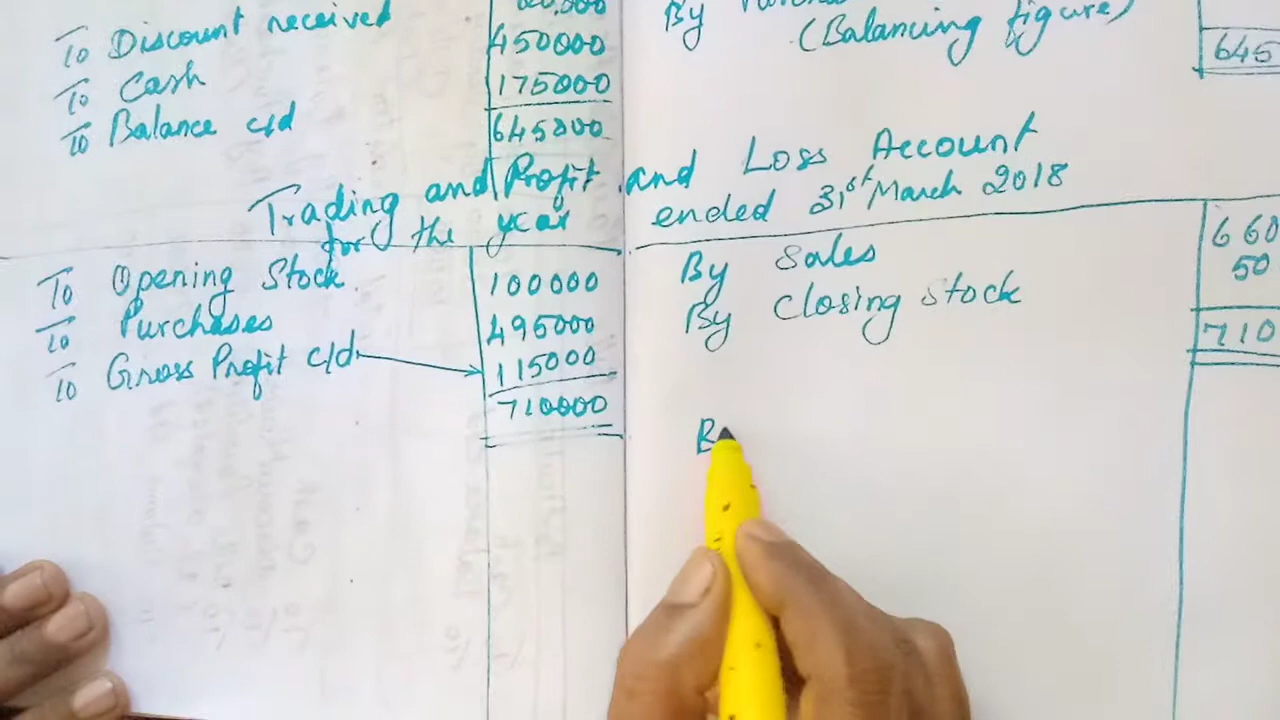 To Discount received
To Cash 450000
To Balance c/d 175000
645000
By
(Balancing figure)
645
Trading and Profit and Loss Account
for the year ended 31st March 2018
To Opening Stock 100000
To Purchases 495000
To Gross Profit c/d 115000
710000
By Sales 660
By Closing Stock 50
710
B